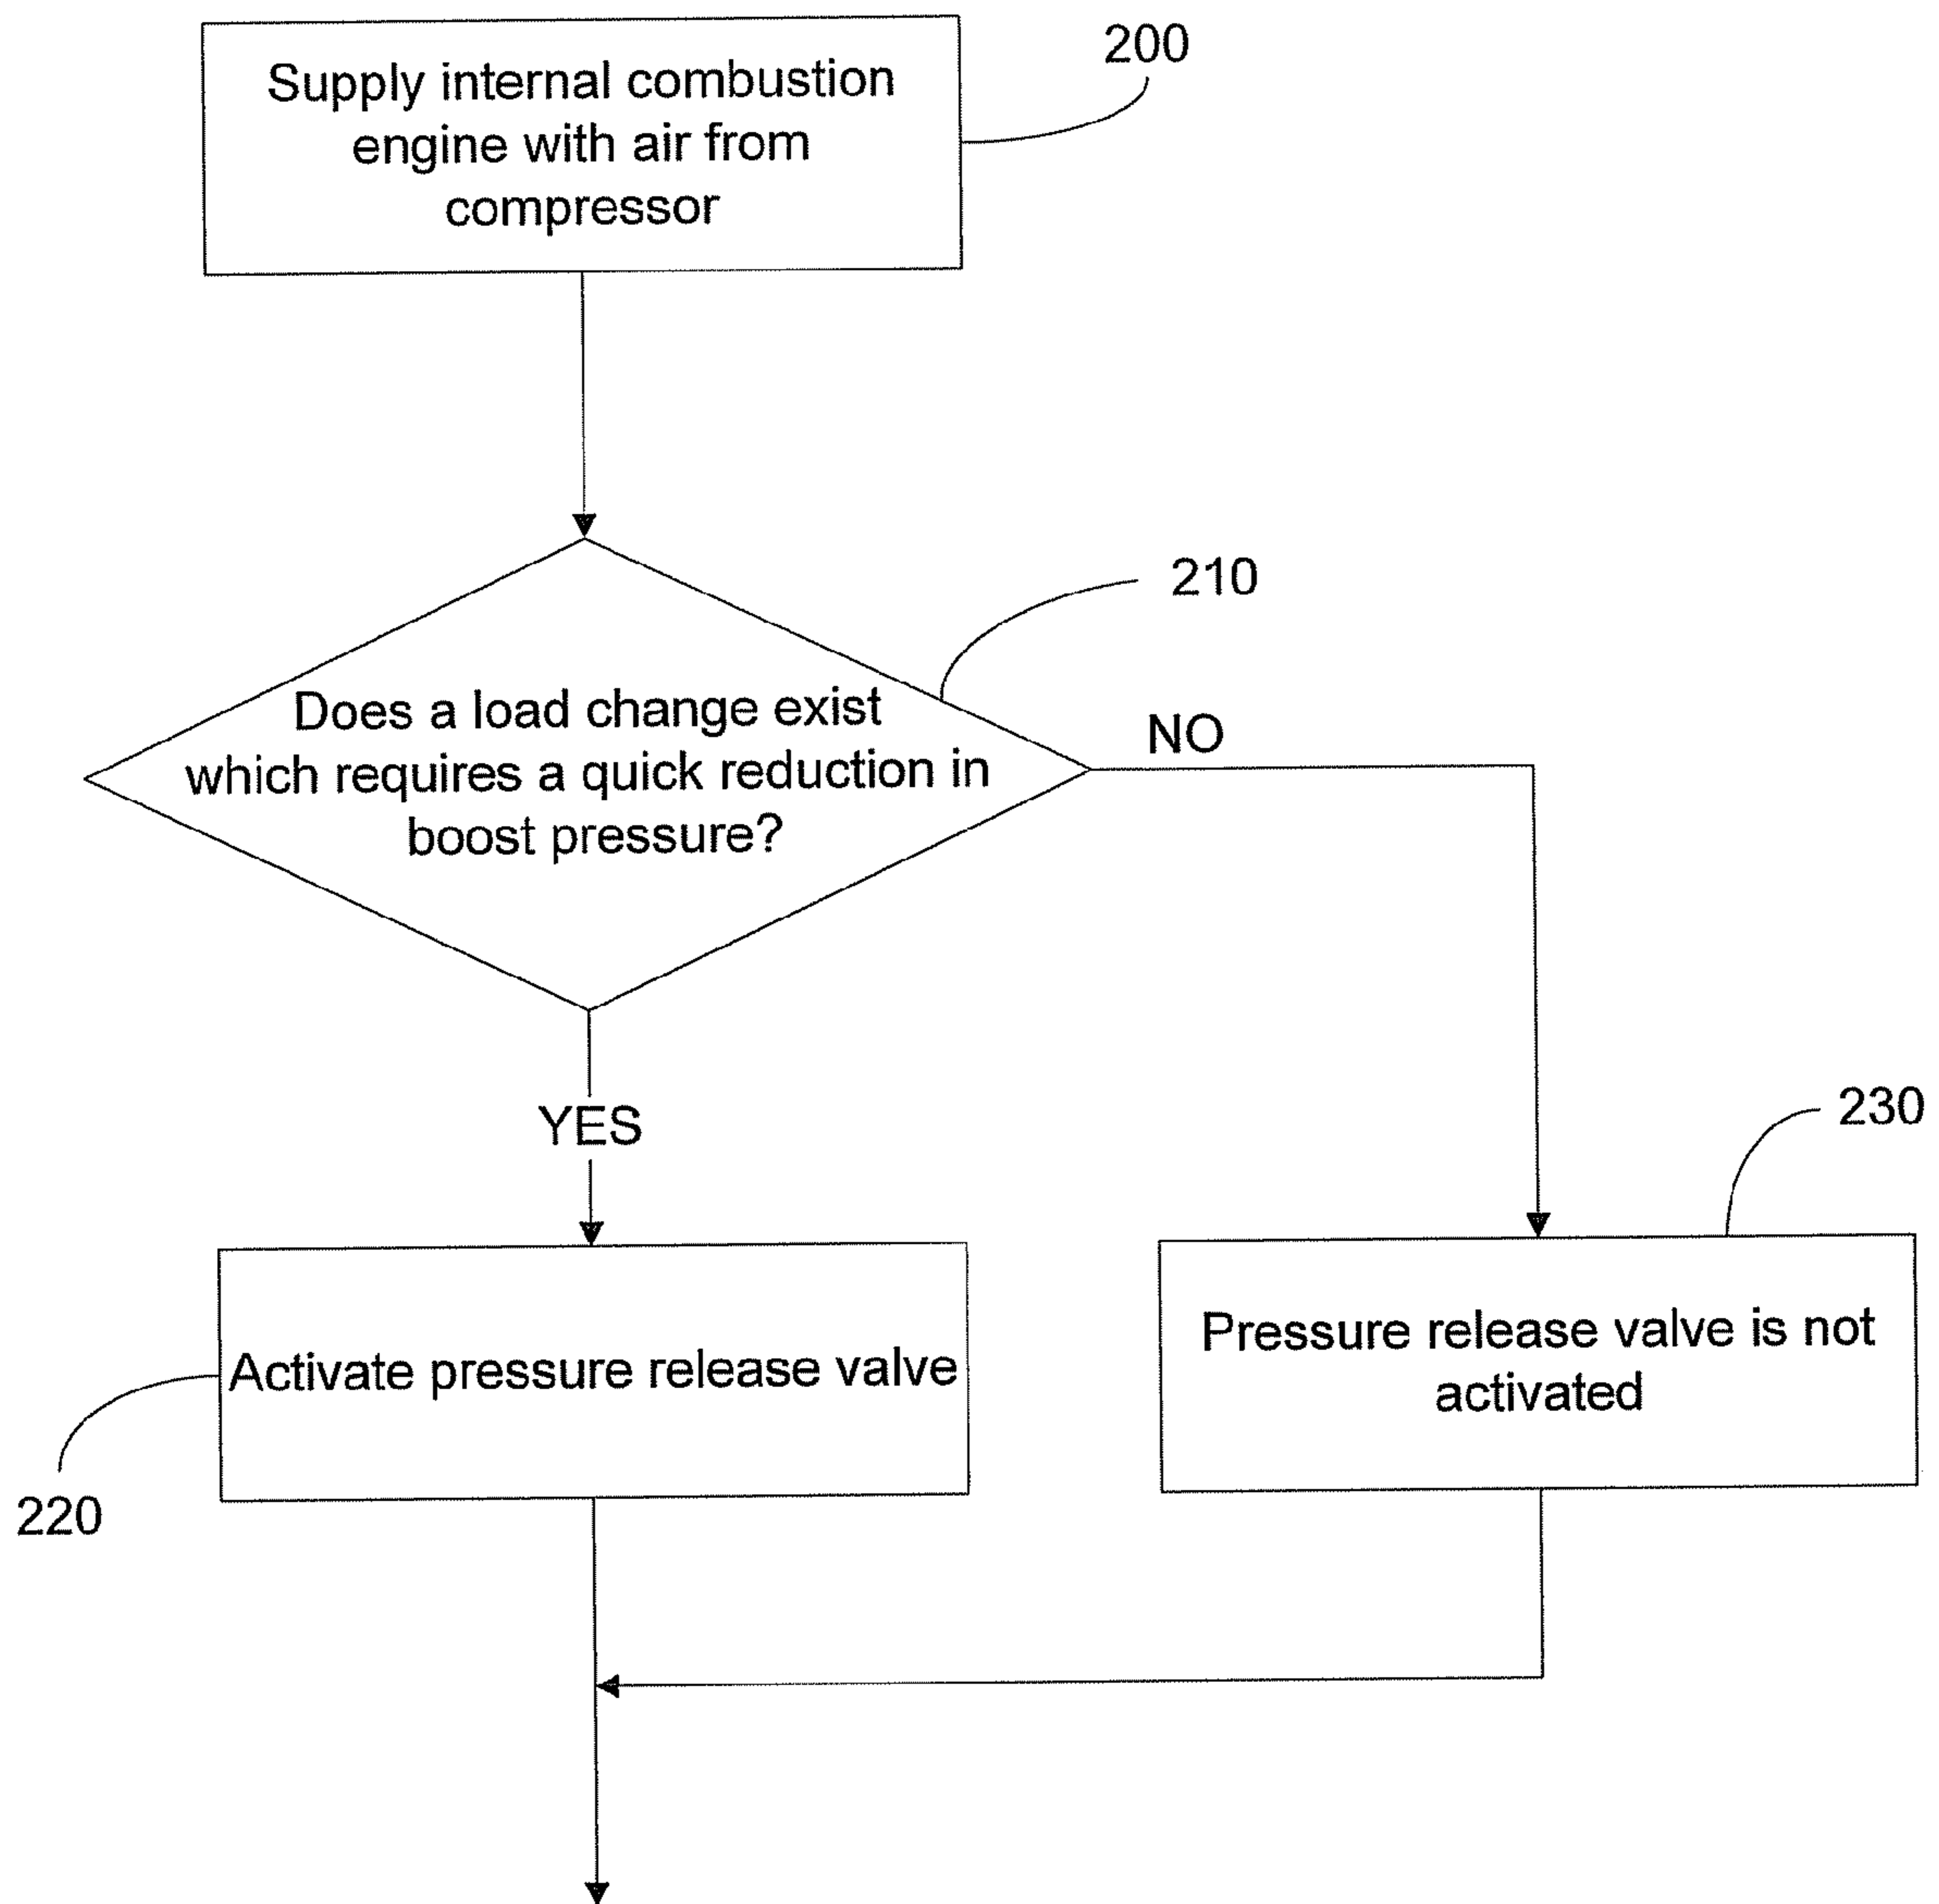 200
Supply internal combustion
engine with air from
compressor
210
Does a load change exist
which requires a quick reduction in
boost pressure?
NO
YES
230
Activate pressure release valve
Pressure release valve is not
activated
220